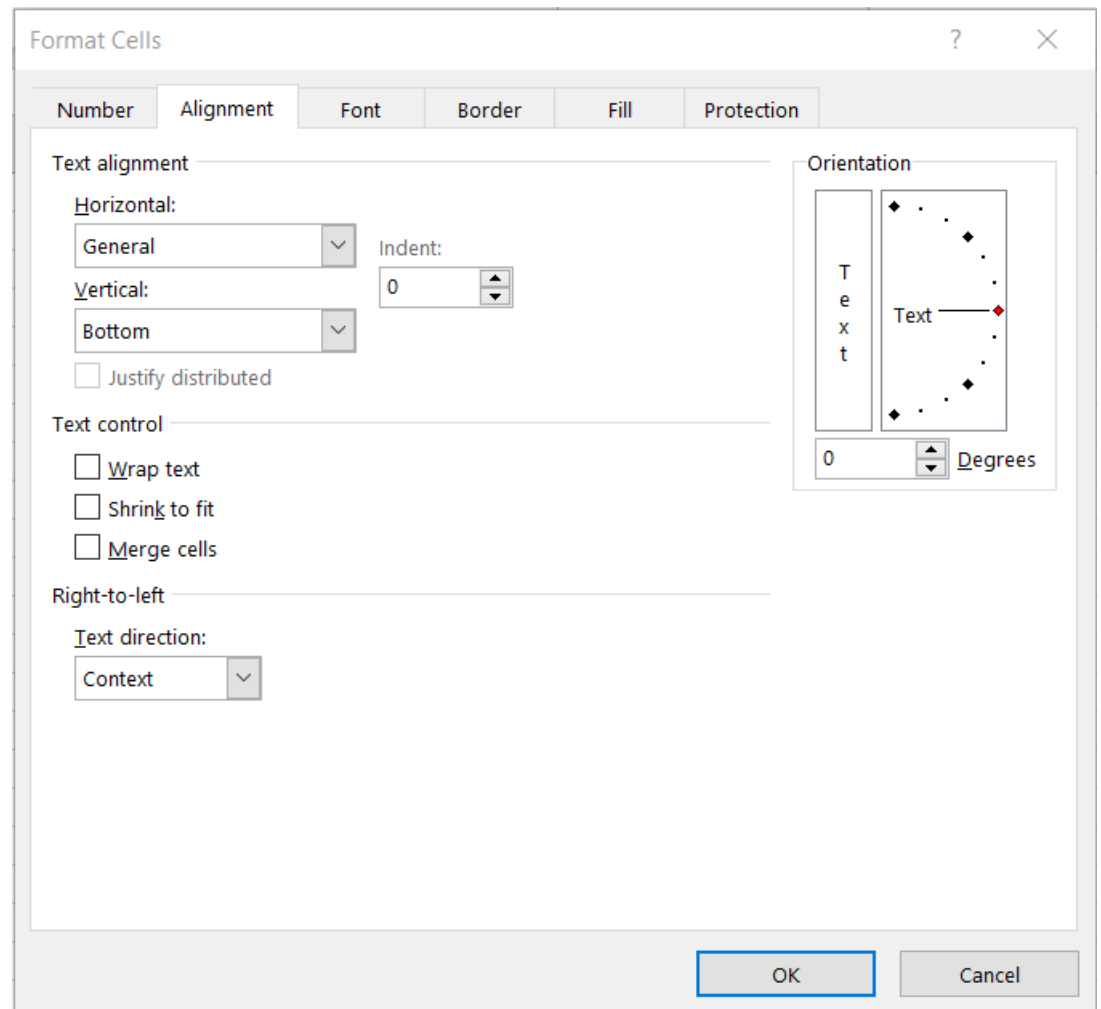 Format Cells ?
Number Alignment Font Border Fill Protection
Text alignment
Horizontal:
General
Indent:
0
Vertical:
Bottom
Justify distributed
Text control
Wrap text
Shrink to fit
Merge cells
Right-to-left
Text direction:
Context
Orientation
Text
Text
0 Degrees
OK Cancel